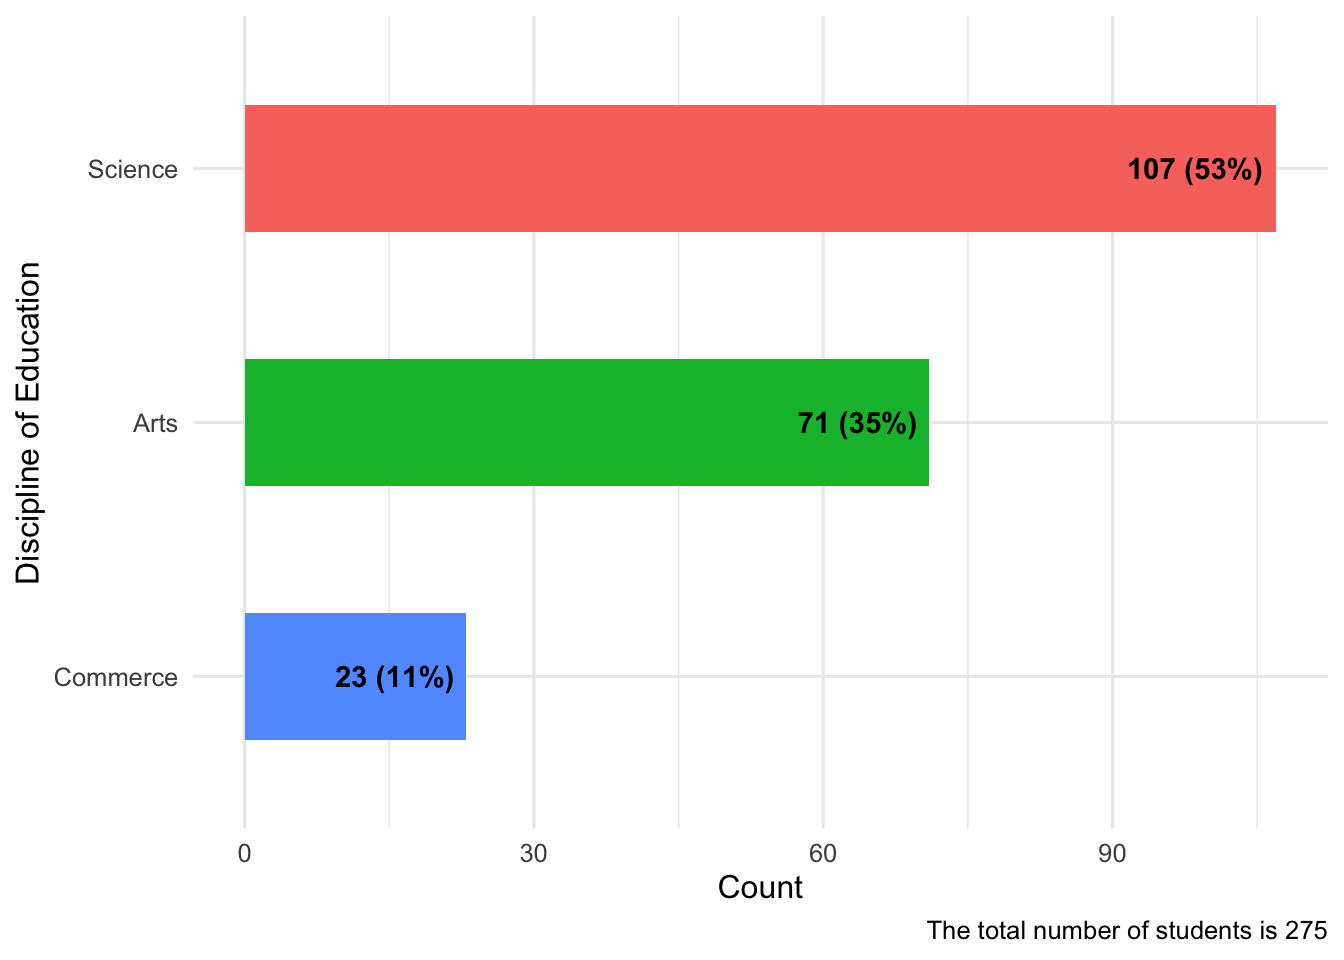 Discipline of Education
Science
107 (53%)
Arts
71 (35%)
Commerce
23 (11%)
0 30 60 90
Count
The total number of students is 275